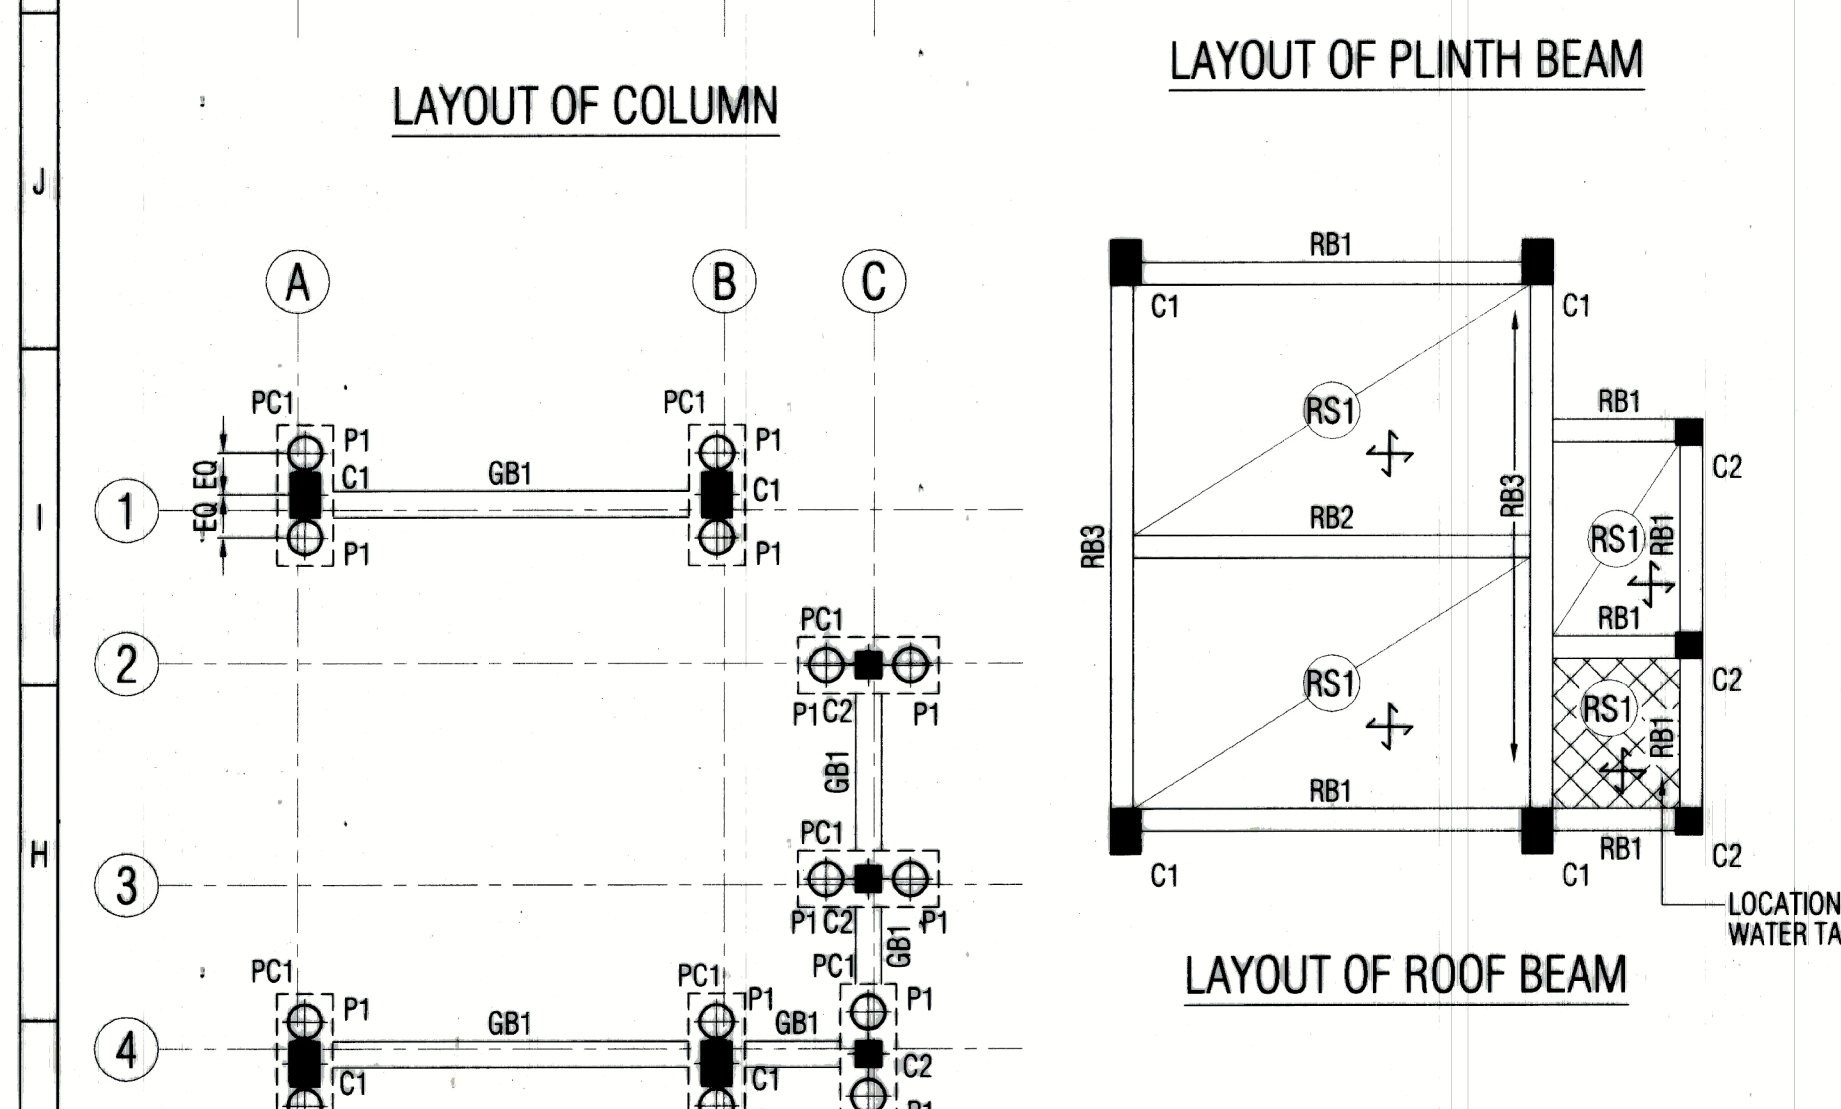 LAYOUT OF PLINTH BEAM
LAYOUT OF COLUMN
J
I
H
A
B
C
1
2
3
4
PC1
PC1
P1
P1
C1
C1
EQ
EQ
GB1
P1
P1
PC1
P1
C2
P1
GB1
PC1
P1
C2
P1
GB1
PC1
PC1
PC1
P1
P1
P1
GB1
GB1
C1
C1
C2
P1
RB1
C1
C1
RS1
RB1
C2
RB3
RB3
RB2
RS1
RB1
RB1
C2
RS1
RS1
RB1
RB1
RB1
C2
C1
C1
LOCATION
WATER TA
LAYOUT OF ROOF BEAM